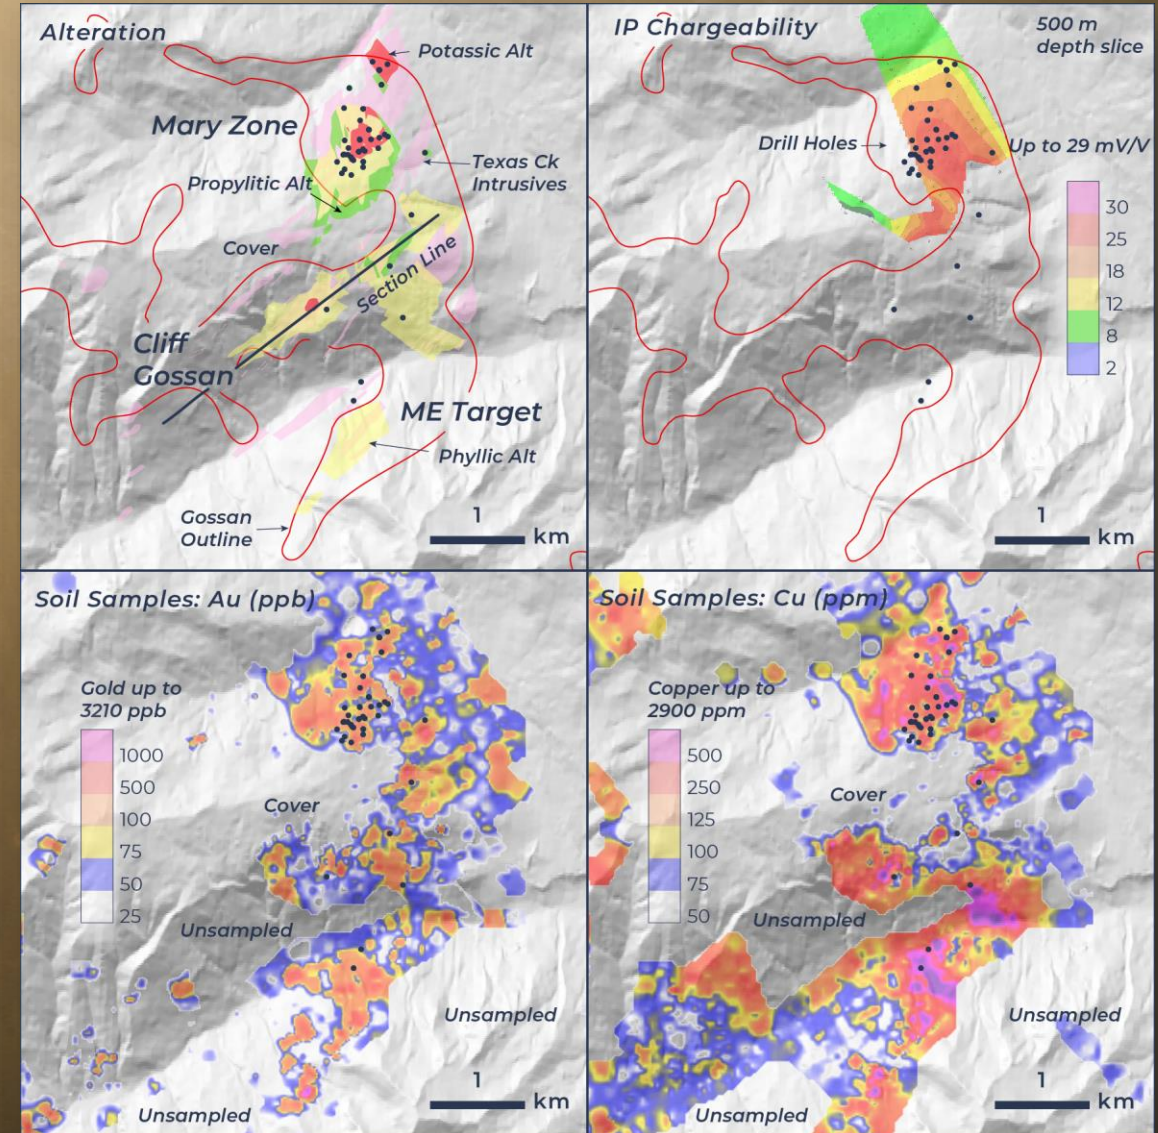 Alteration
Potassic Alt
Mary Zone
Texas Ck
Intrusives
Propylitic Alt
Cover
Section Line
Cliff
Gossan
ME Target
Phyllic Alt
Gossan
Outline
1
km
IP Chargeability
500 m
depth slice
Drill Holes
Up to 29 mV/V
30
25
18
12
8
2
1
km
Soil Samples: Au (ppb)
Gold up to
3210 ppb
1000
500
100
75
50
25
Cover
Unsampled
Unsampled
Unsampled
1
km
Soil Samples: Cu (ppm)
Copper up to
2900 ppm
500
250
125
100
75
50
Cover
Unsampled
Unsampled
Unsampled
1
km